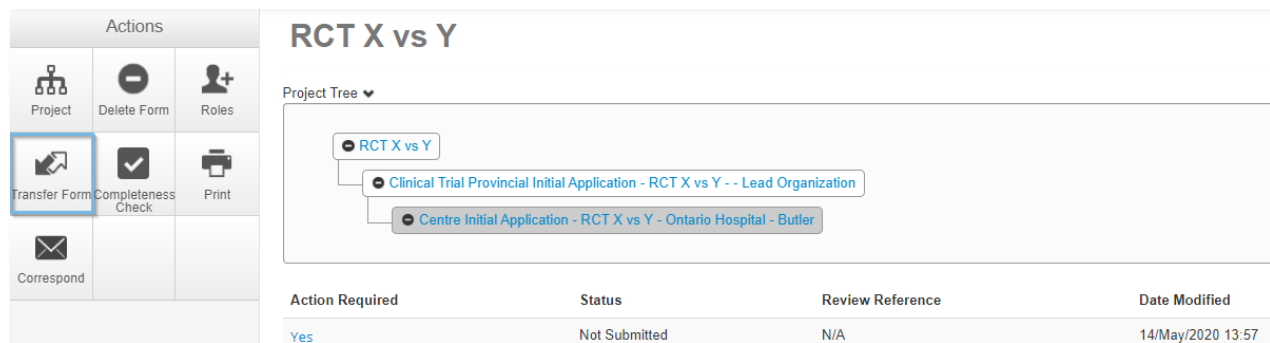 Actions
Project
Delete Form
Roles
Transfer Form
Completeness
Check
Print
Correspond
RCT X vs Y
Project Tree
RCT X vs Y
Clinical Trial Provincial Initial Application - RCT X vs Y - - Lead Organization
Centre Initial Application - RCT X vs Y - Ontario Hospital - Butler
Action Required Status Review Reference Date Modified
Yes Not Submitted N/A 14/May/2020 13:57